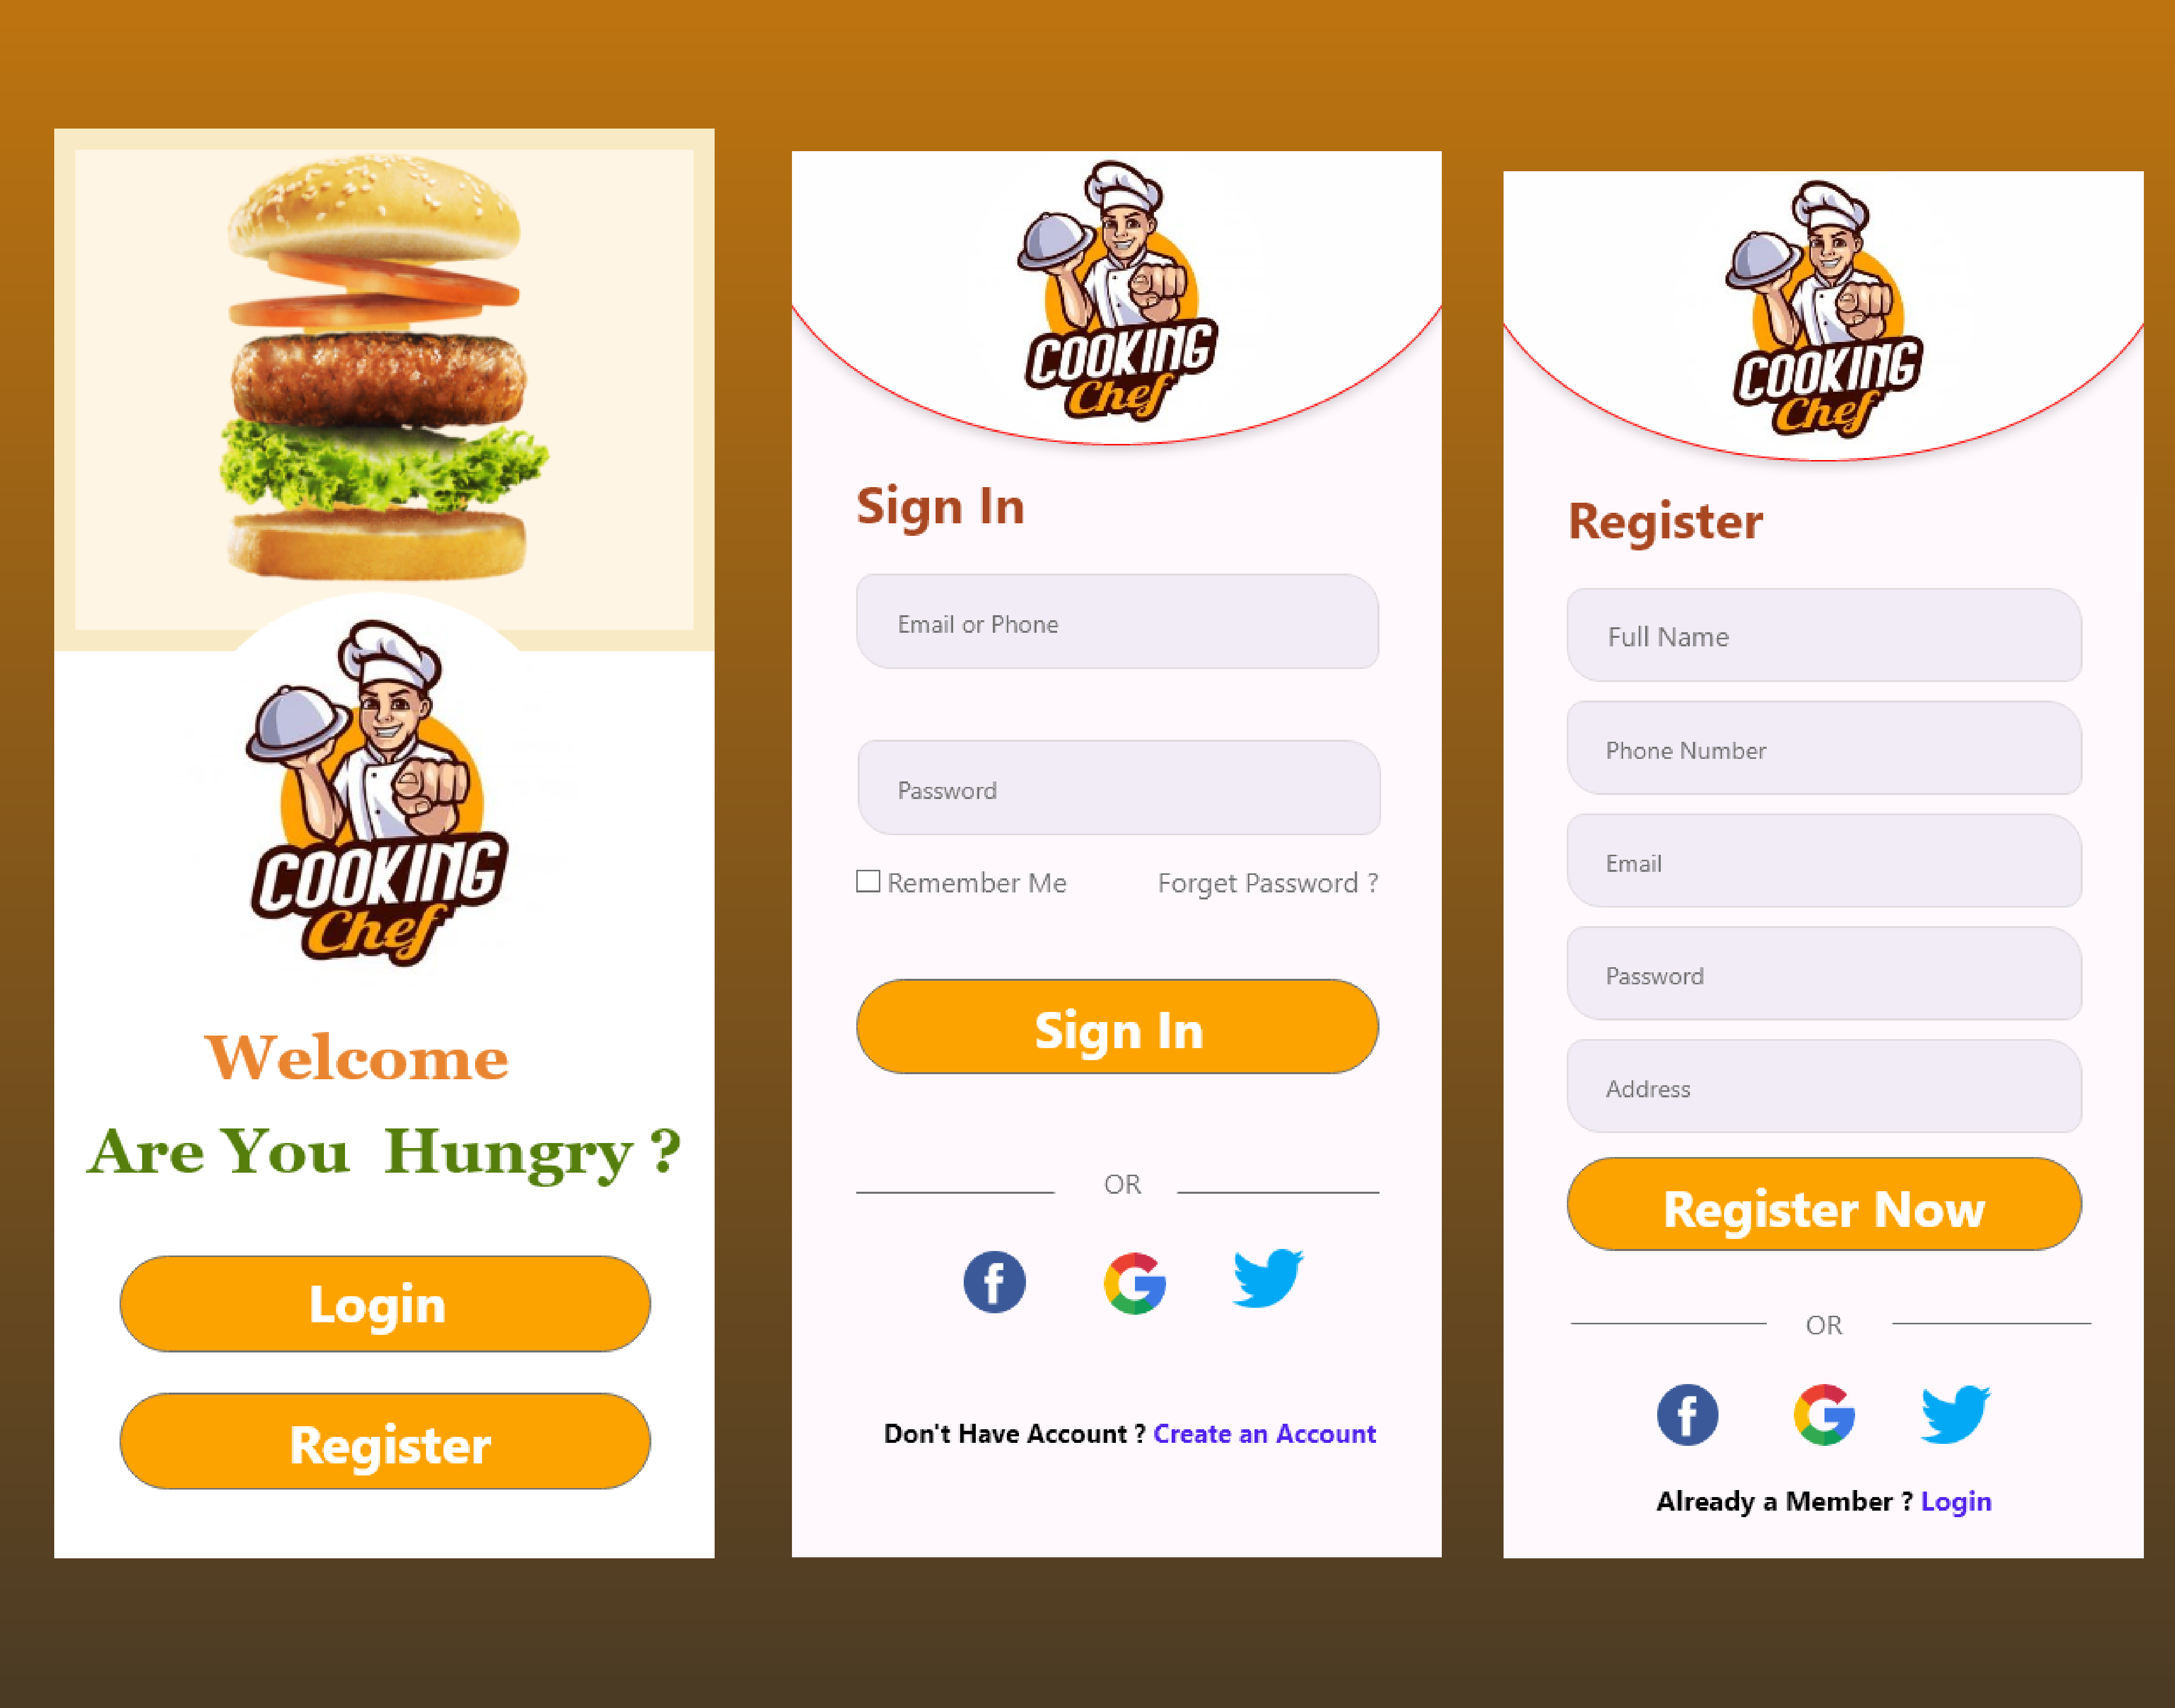 COOKING
Chef
Welcome
Are You Hungry ?
Login
Register
COOKING
Chef
Sign In
Email or Phone
Password
Remember Me
Forget Password ?
Sign In
OR
f
G
Don't Have Account ? Create an Account
COOKING
Chef
Register
Full Name
Phone Number
Email
Password
Address
Register Now
OR
f
G
Already a Member ? Login